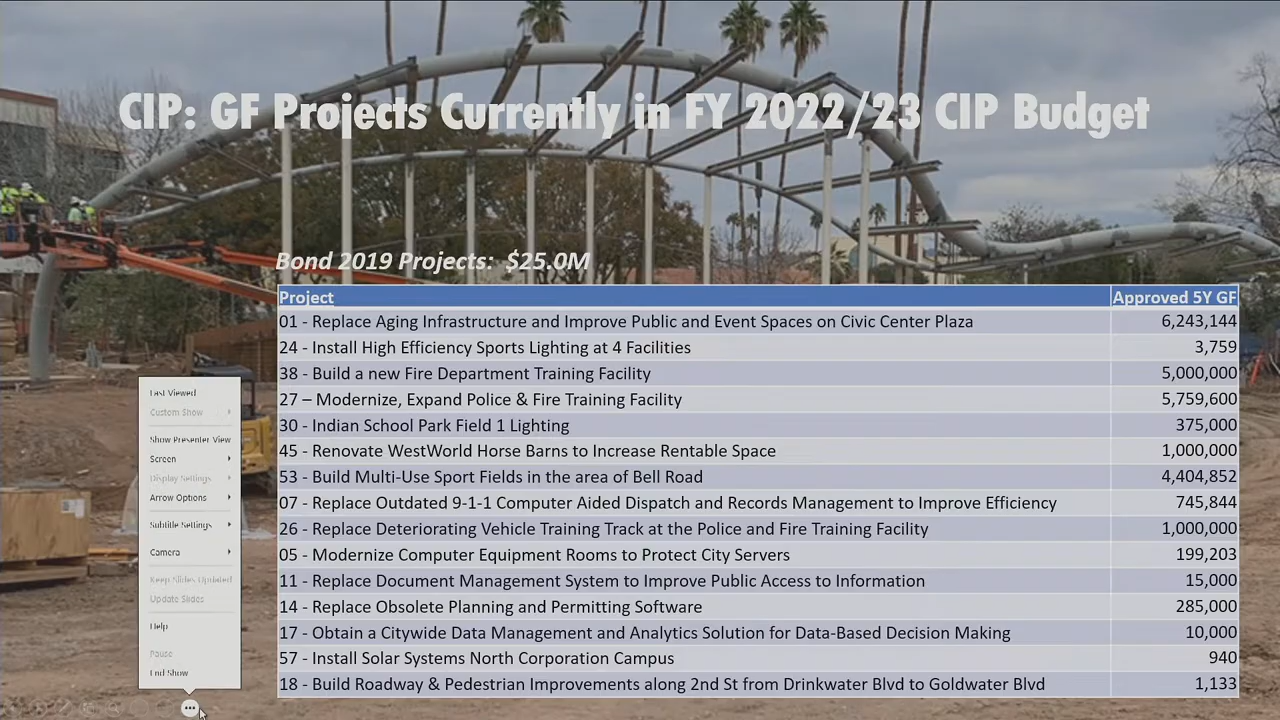 CIP: GF Projects Currently in FY 2022/23 CIP Budget
Bond 2019 Projects: $25.0M
Project Approved 5Y GF
01 - Replace Aging Infrastructure and Improve Public and Event Spaces on Civic Center Plaza 6,243,144
24 - Install High Efficiency Sports Lighting at 4 Facilities 3,759
38 - Build a new Fire Department Training Facility 5,000,000
27 – Modernize, Expand Police & Fire Training Facility 5,759,600
30 - Indian School Park Field 1 Lighting 375,000
45 - Renovate WestWorld Horse Barns to Increase Rentable Space 1,000,000
53 - Build Multi-Use Sport Fields in the area of Bell Road 4,404,852
07 - Replace Outdated 9-1-1 Computer Aided Dispatch and Records Management to Improve Efficiency 745,844
26 - Replace Deteriorating Vehicle Training Track at the Police and Fire Training Facility 1,000,000
05 - Modernize Computer Equipment Rooms to Protect City Servers 199,203
11 - Replace Document Management System to Improve Public Access to Information 15,000
14 - Replace Obsolete Planning and Permitting Software 285,000
17 - Obtain a Citywide Data Management and Analytics Solution for Data-Based Decision Making 10,000
57 - Install Solar Systems North Corporation Campus 940
18 - Build Roadway & Pedestrian Improvements along 2nd St from Drinkwater Blvd to Goldwater Blvd 1,133
Last Viewed
Custom Show
Show Presenter View
Screen
Display Settings
Arrow Options
Subtitle Settings
Camera
Keep Slides Updated
Update Slides
Help
Pause
End Show